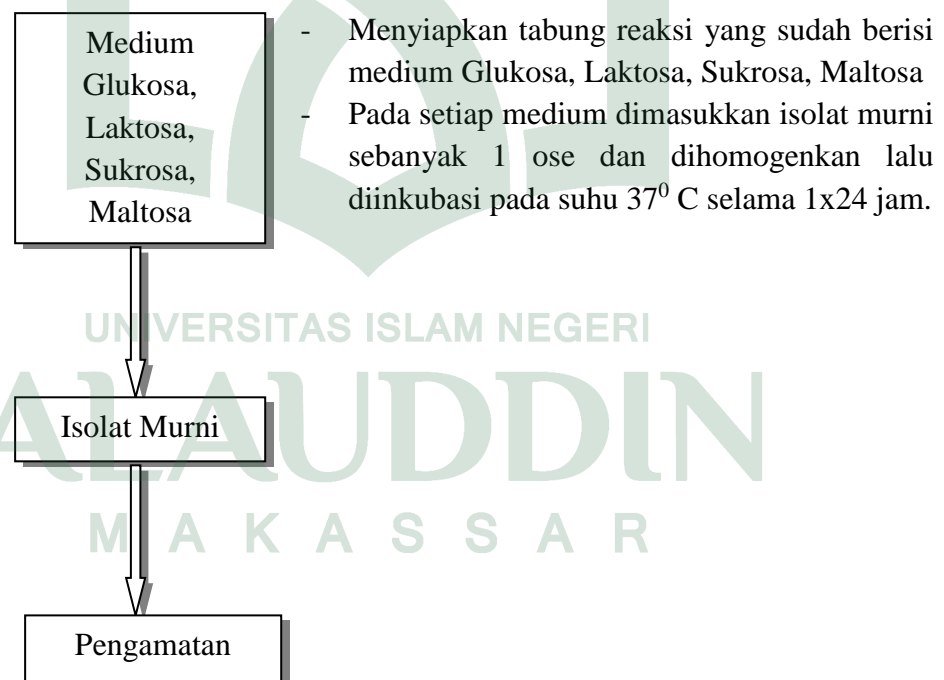 Medium
Glukosa,
Laktosa,
Sukrosa,
Maltosa
- Menyiapkan tabung reaksi yang sudah berisi
medium Glukosa, Laktosa, Sukrosa, Maltosa
- Pada setiap medium dimasukkan isolat murni
sebanyak 1 ose dan dihomogenkan lalu
diinkubasi pada suhu 37⁰ C selama 1x24 jam.
UNIVERSITAS ISLAM NEGERI
ALAUDDIN
Isolat Murni
MAKASSAR
Pengamatan